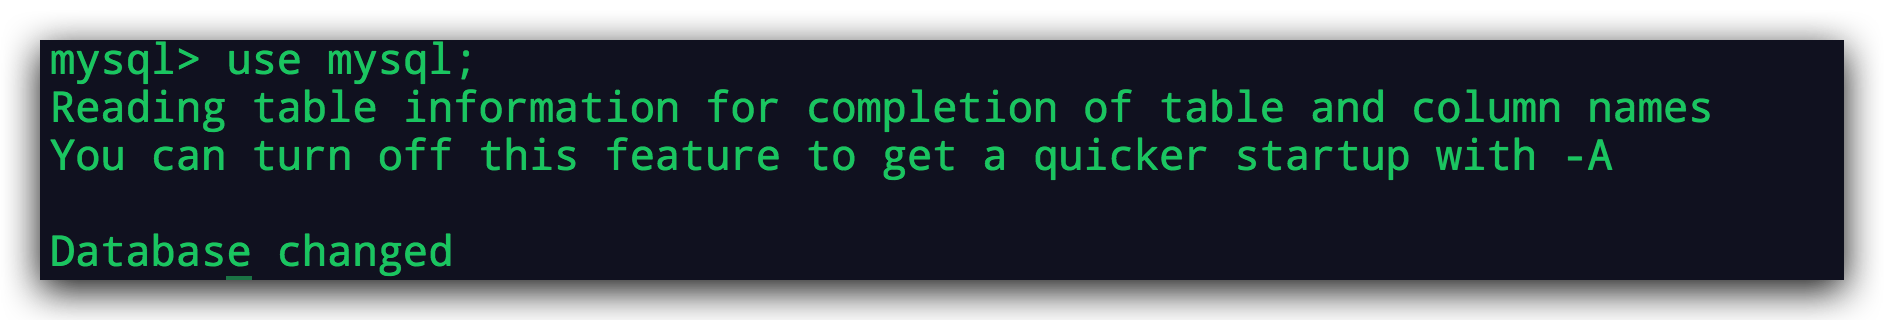 mysql> use mysql;
Reading table information for completion of table and column names
You can turn off this feature to get a quicker startup with -A
Database changed